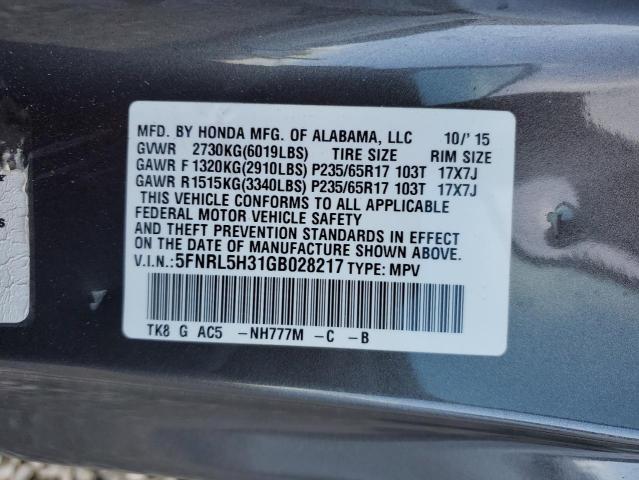 MFD. BY HONDA MFG. OF ALABAMA, LLC 10/'15
GVWR 2730KG(6019LBS) TIRE SIZE RIM SIZE
GAWR F 1320KG(2910LBS) P235/65R17 103T 17X7J
GAWR R1515KG(3340LBS) P235/65R17 103T 17X7J
THIS VEHICLE CONFORMS TO ALL APPLICABLE
FEDERAL MOTOR VEHICLE SAFETY
AND THEFT PREVENTION STANDARDS IN EFFECT
ON THE DATE OF MANUFACTURE SHOWN ABOVE.
V.I.N.:5FNRL5H31GB028217 TYPE: MPV
TK8 G AC5 -NH777M -C -B